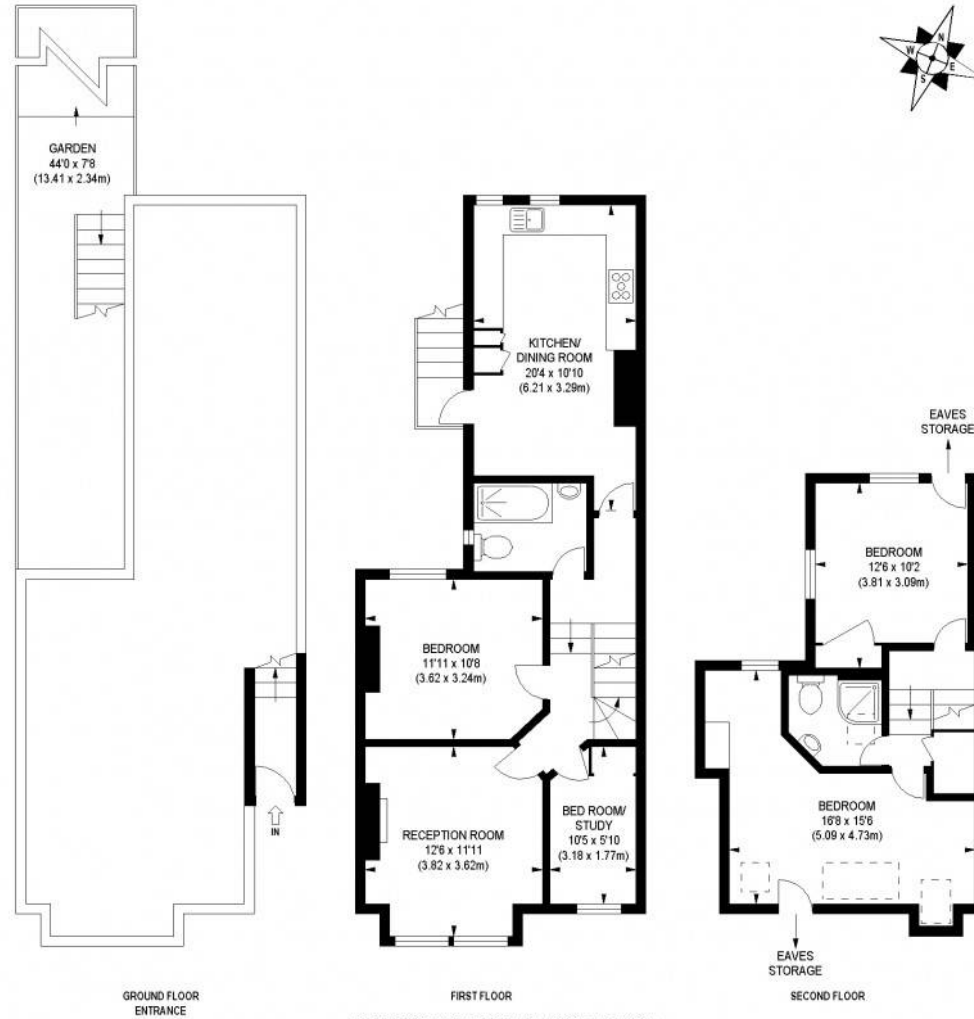 N
W
E
S
GARDEN
44'0 x 7'8
(13.41 x 2.34m)
IN
GROUND FLOOR
ENTRANCE
KITCHEN/
DINING ROOM
20'4 x 10'10
(6.21 x 3.29m)
BEDROOM
11'11 x 10'8
(3.62 x 3.24m)
RECEPTION ROOM
12'6 x 11'11
(3.82 x 3.62m)
BED ROOM/
STUDY
10'5 x 5'10
(3.18 x 1.77m)
FIRST FLOOR
EAVES
STORAGE
BEDROOM
12'6 x 10'2
(3.81 x 3.09m)
BEDROOM
16'8 x 15'6
(5.09 x 4.73m)
EAVES
STORAGE
SECOND FLOOR